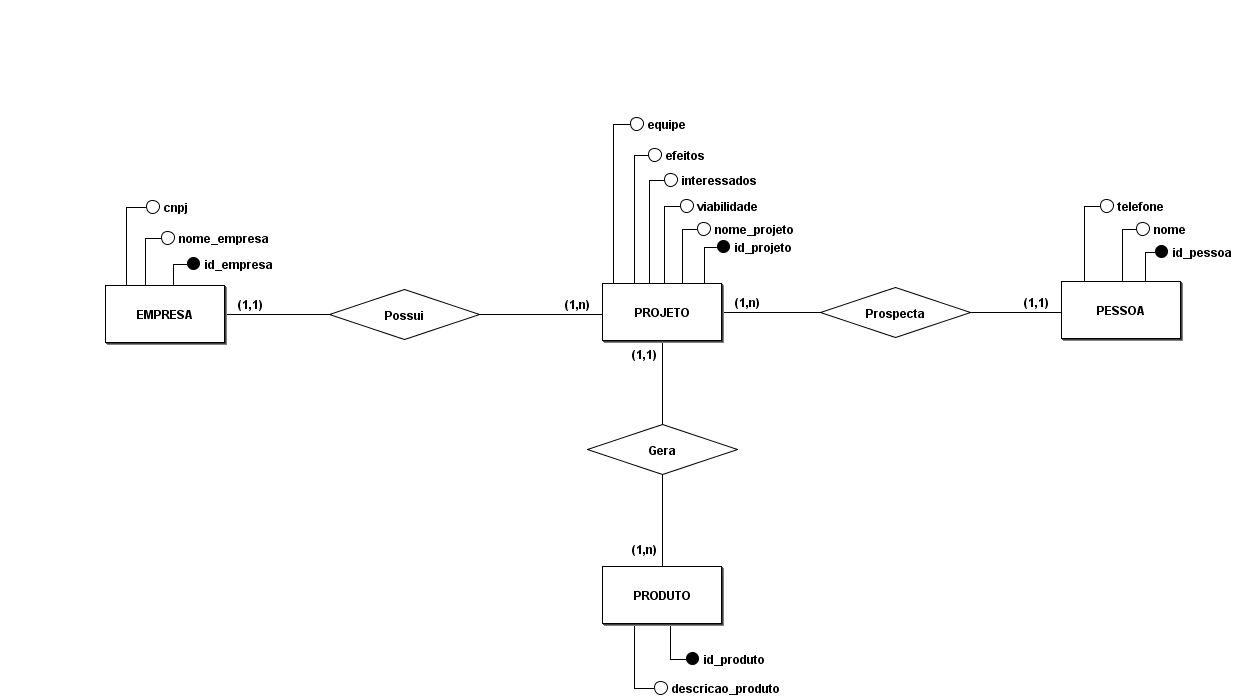 equipe
efeitos
interessados
viabilidade
nome_projeto
id_projeto
cnpj
nome_empresa
id_empresa
telefone
nome
id_pessoa
EMPRESA
(1,1)
Possui
(1,n)
PROJETO
(1,n)
Prospecta
(1,1)
PESSOA
(1,1)
Gera
(1,n)
PRODUTO
id_produto
descricao_produto